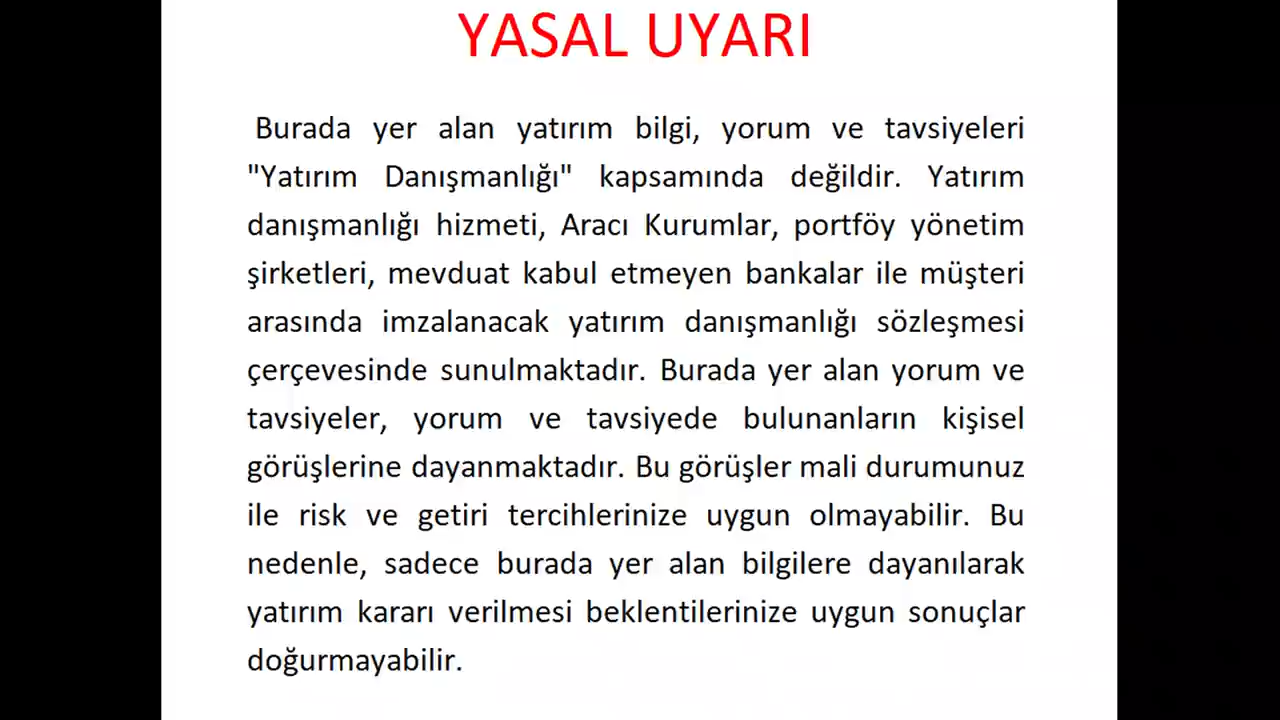 YASAL UYARI
Burada yer alan yatırım bilgi, yorum ve tavsiyeleri
"Yatırım Danışmanlığı" kapsamında değildir. Yatırım
danışmanlığı hizmeti, Aracı Kurumlar, portföy yönetim
şirketleri, mevduat kabul etmeyen bankalar ile müşteri
arasında imzalanacak yatırım danışmanlığı sözleşmesi
çerçevesinde sunulmaktadır. Burada yer alan yorum ve
tavsiyeler, yorum ve tavsiyede bulunanların kişisel
görüşlerine dayanmaktadır. Bu görüşler mali durumunuz
ile risk ve getiri tercihlerinize uygun olmayabilir. Bu
nedenle, sadece burada yer alan bilgilere dayanılarak
yatırım kararı verilmesi beklentilerinize uygun sonuçlar
doğurmayabilir.